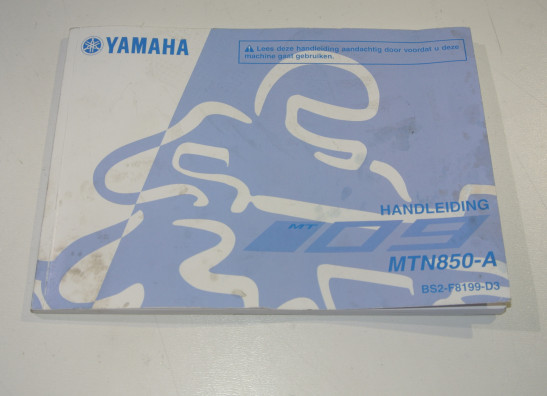 YAMAHA
⚠ Lees deze handleiding aandachtig door voordat u deze
machine gaat gebruiken.
HANDLEIDING
MT 09
MTN850-A
BS2-F8199-D3